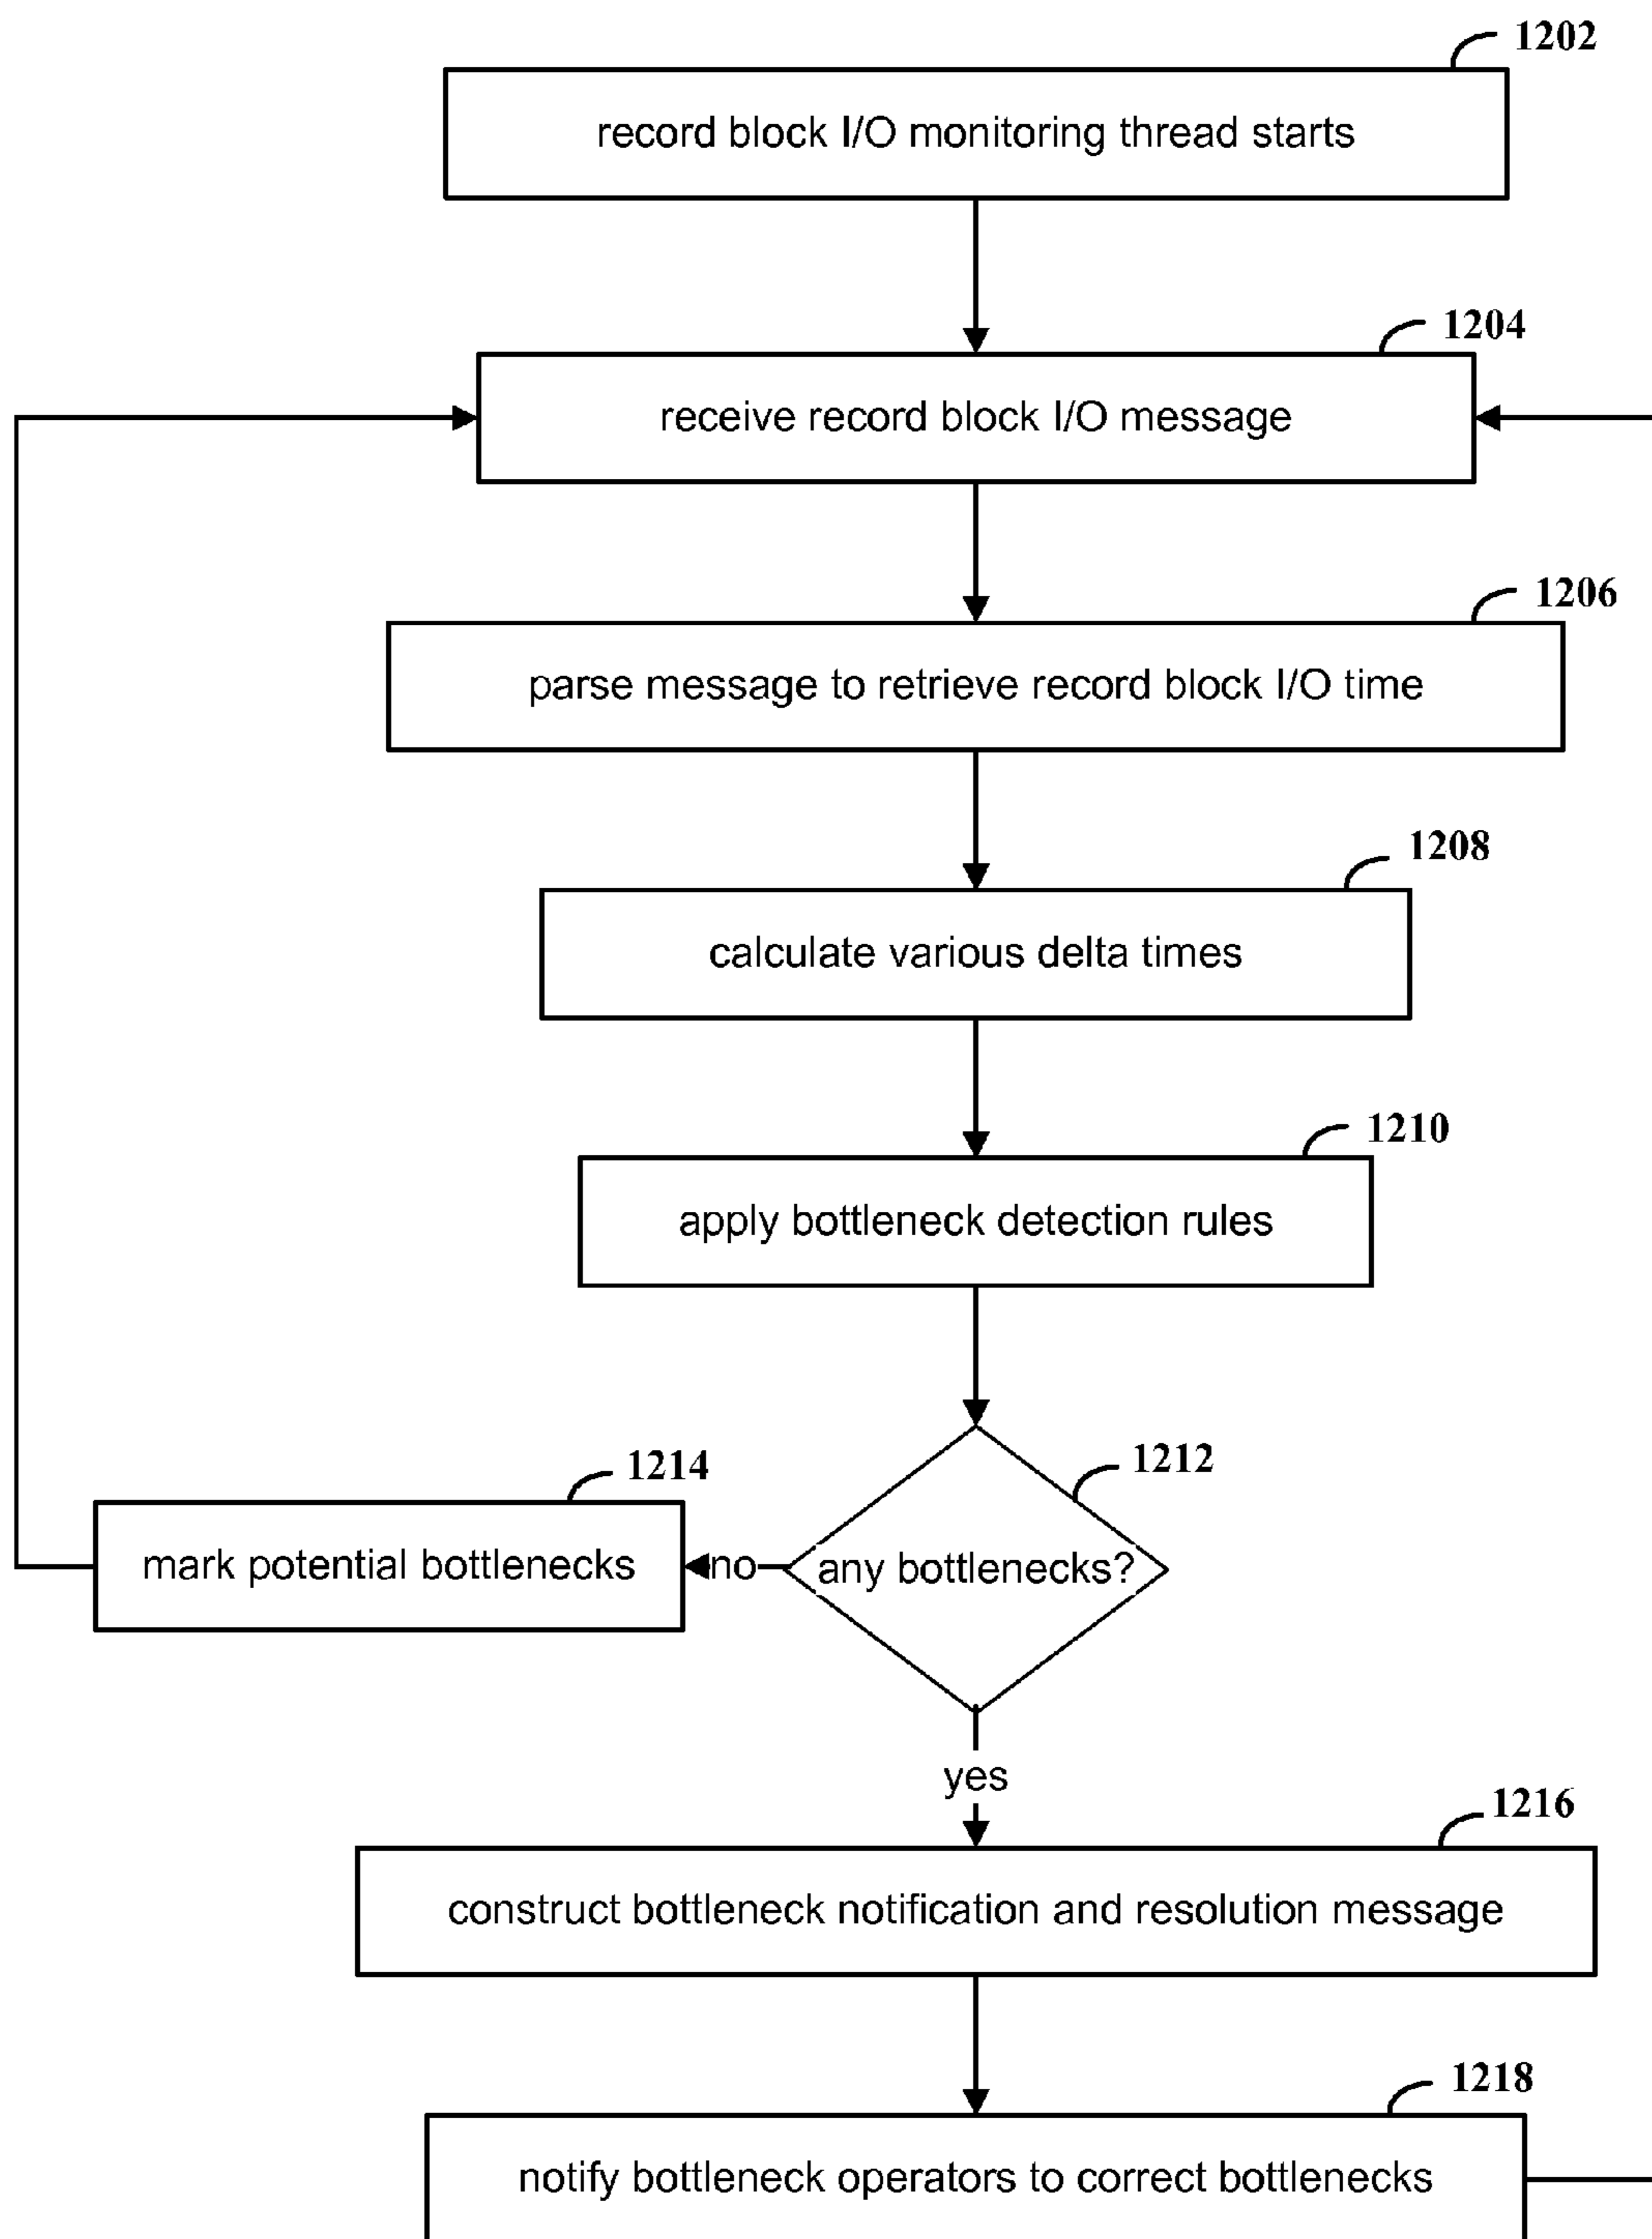 1202
record block I/O monitoring thread starts
1204
receive record block I/O message
1206
parse message to retrieve record block I/O time
1208
calculate various delta times
1210
apply bottleneck detection rules
1212
any bottlenecks?
no
1214
mark potential bottlenecks
yes
1216
construct bottleneck notification and resolution message
1218
notify bottleneck operators to correct bottlenecks